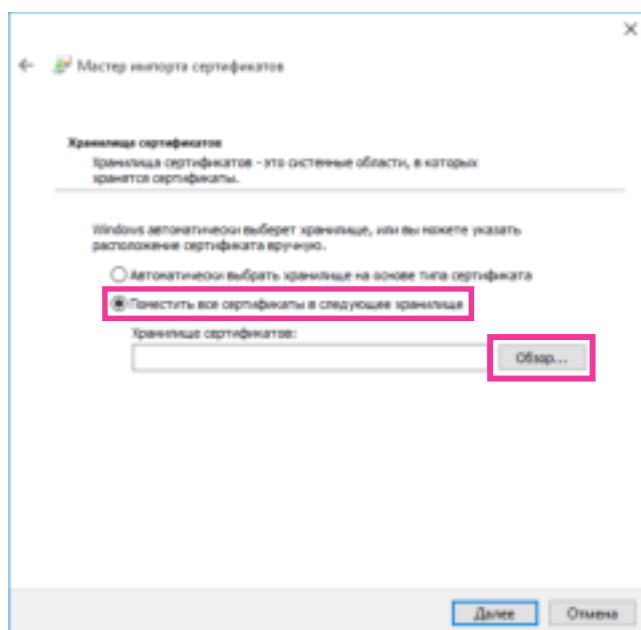 Мастер импорта сертификатов
Хранилища сертификатов
Хранилища сертификатов - это системные области, в которых
хранятся сертификаты.
Windows автоматически выберет хранилище, или вы можете указать
расположение сертификата вручную.
Автоматически выбрать хранилище на основе типа сертификата
Поместить все сертификаты в следующее хранилище
Хранилище сертификатов:
Обзор...
Далее
Отмена